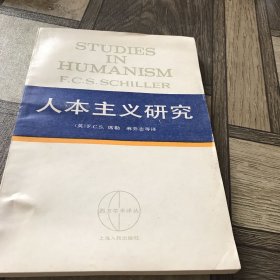 STUDIES
IN
HUMANISM
F.C.S. SCHILLER
人本主义研究
(英)F.C.S. 席勒 麻乔志等译
西方学术译丛
上海人民出版社